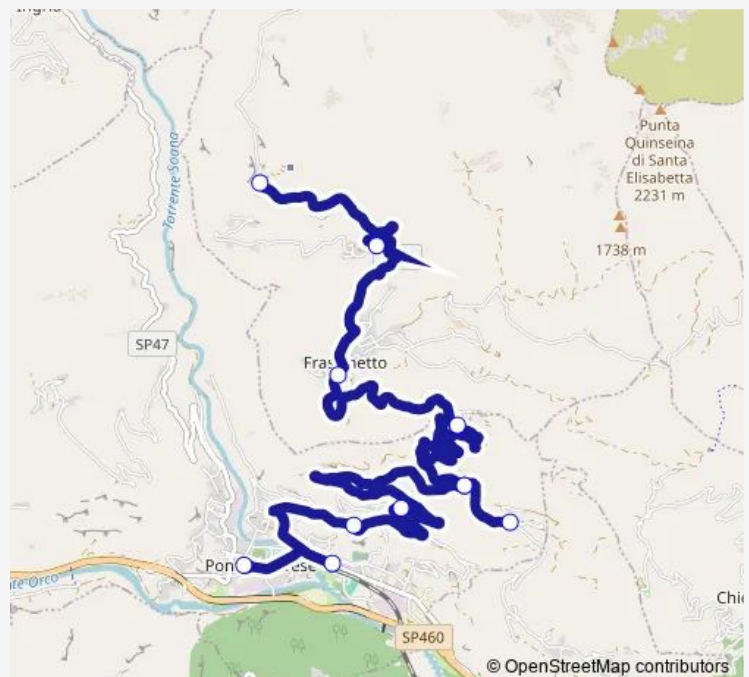 Torrente Soana
Punta
Quinseina
di Santa
Elisabetta
2231 m
1738 m
SP47
SP460
© OpenStreetMap contributors